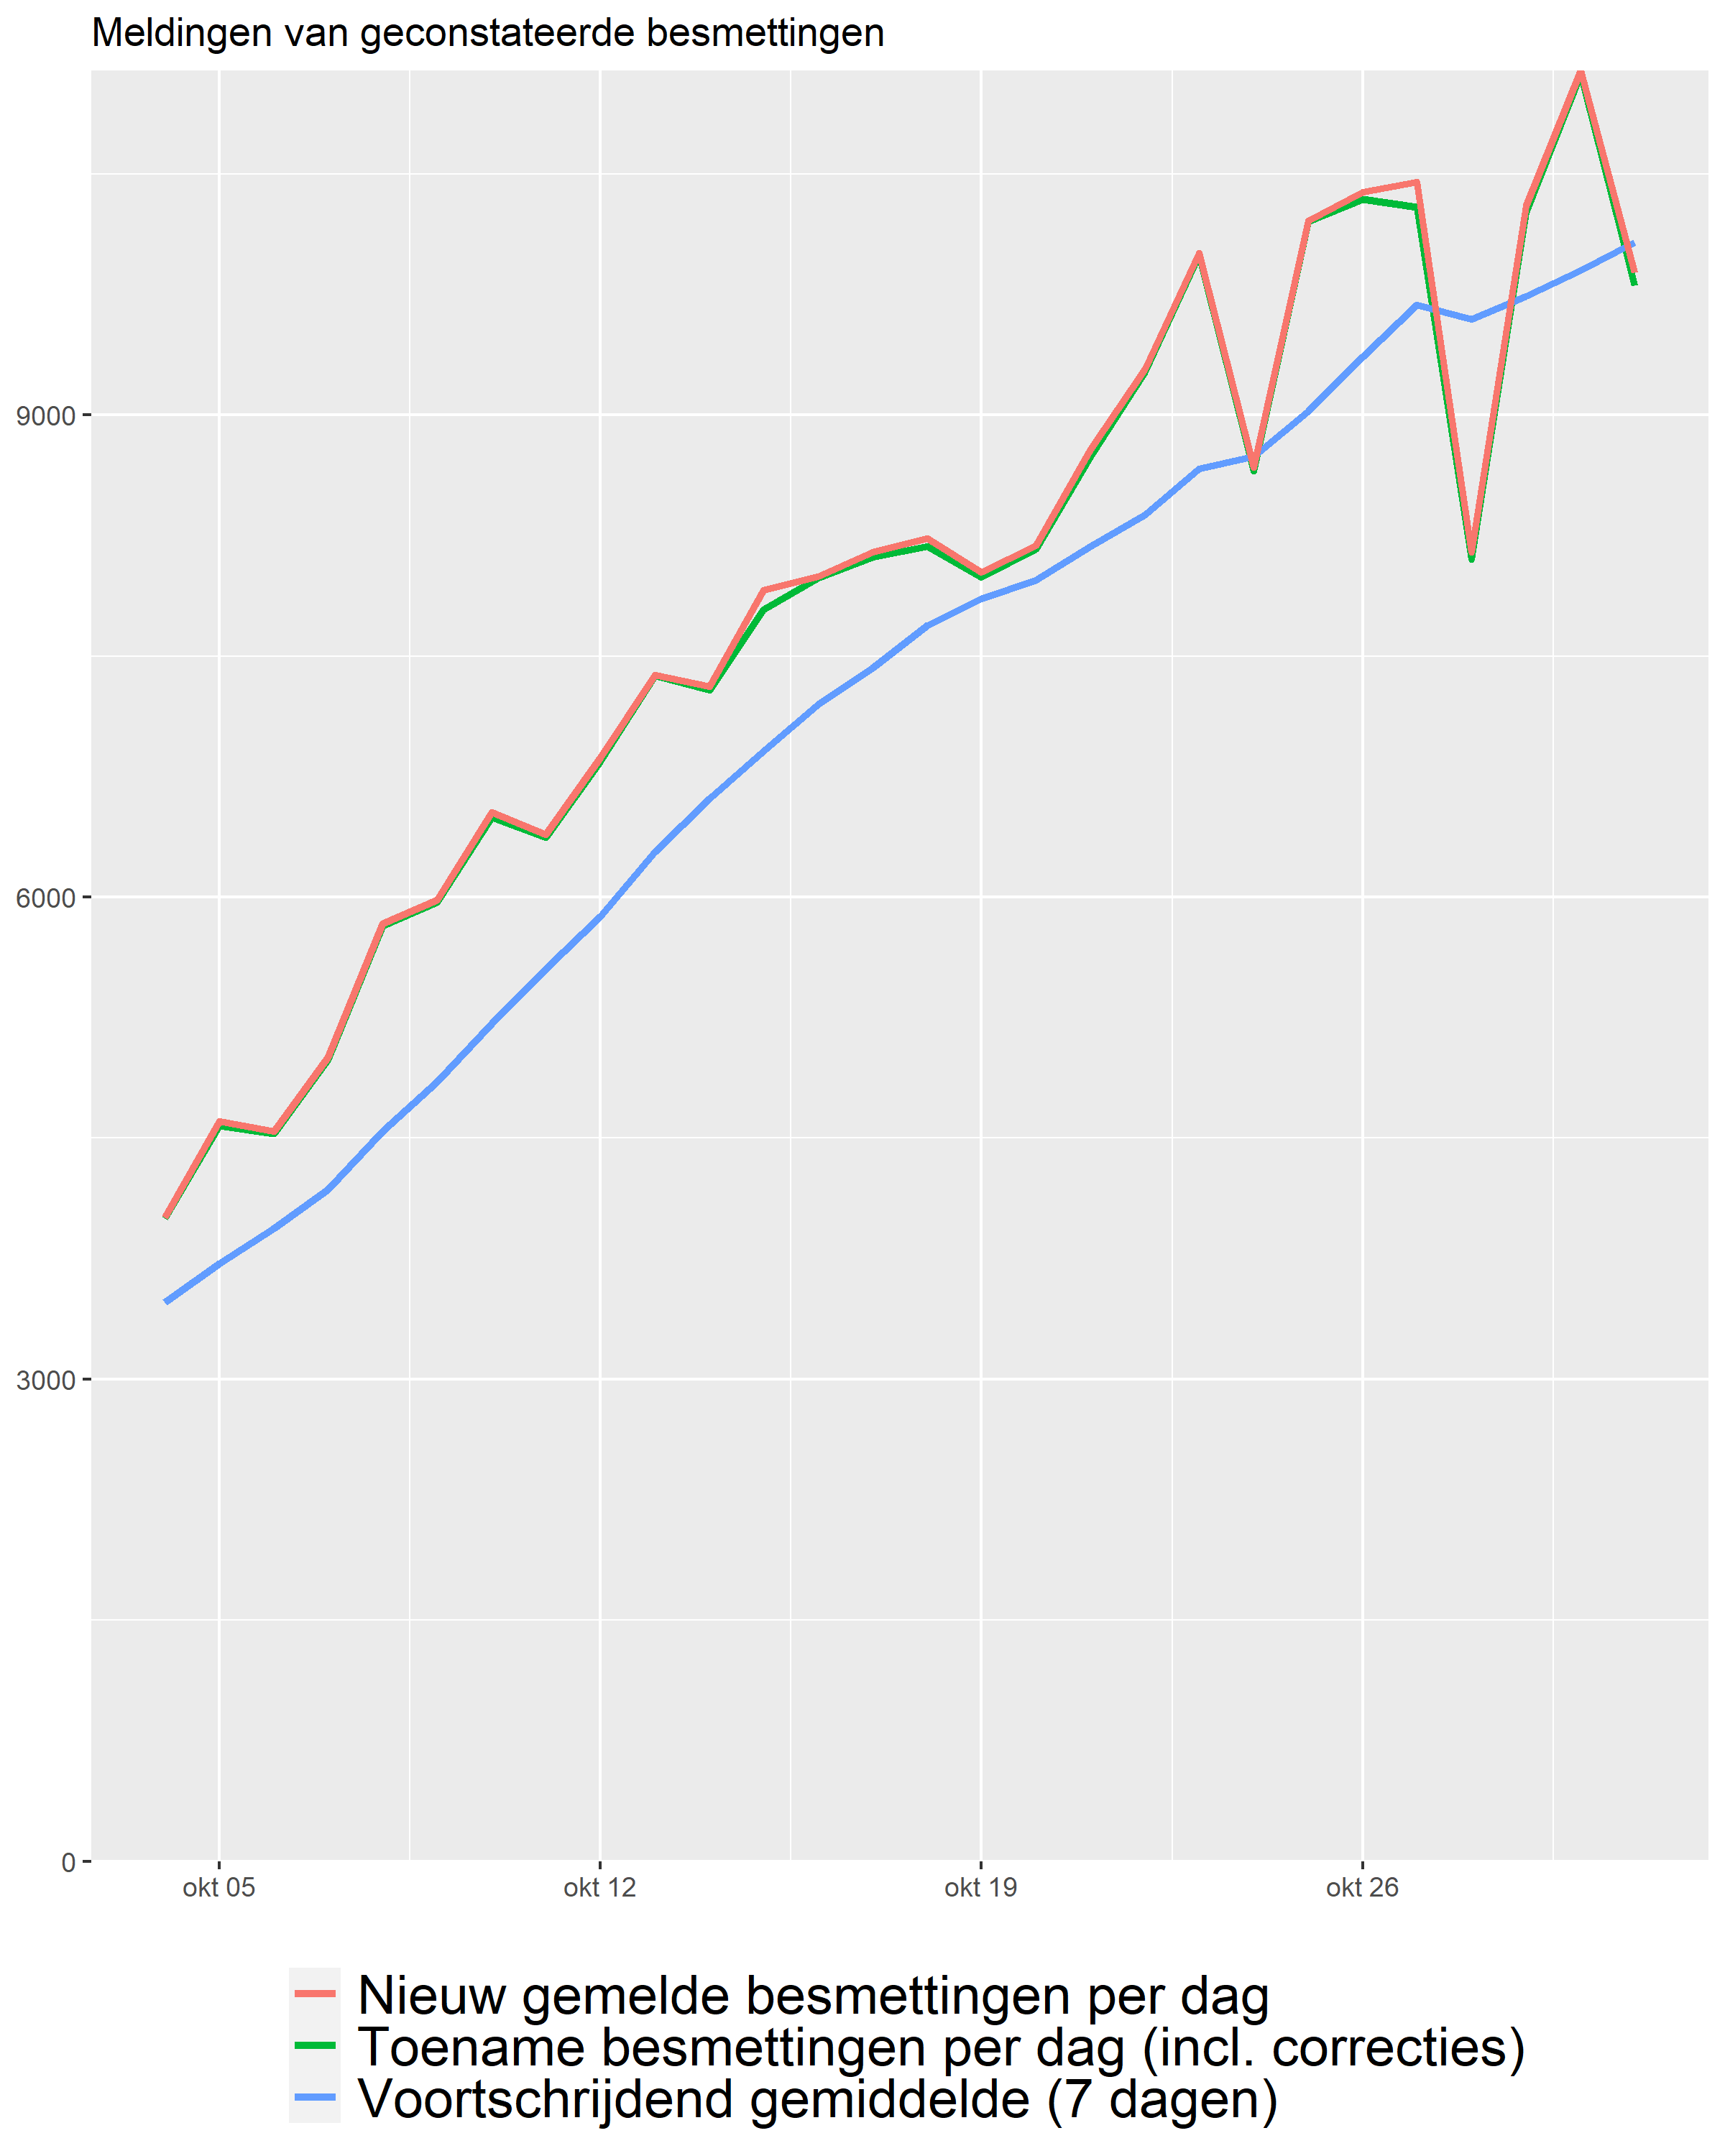 Meldingen van geconstateerde besmettingen
9000
6000
3000
0
okt 05 okt 12 okt 19 okt 26
Nieuw gemelde besmettingen per dag
Toename besmettingen per dag (incl. correcties)
Voortschrijdend gemiddelde (7 dagen)